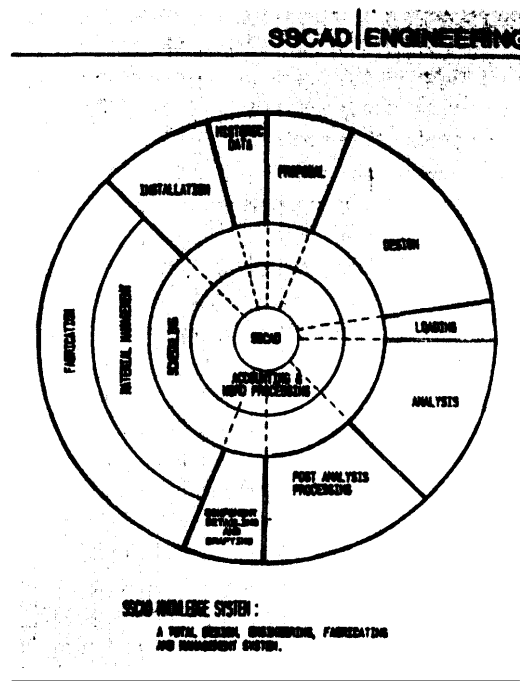 SSCAD ENGINEERING
HISTORIC
DATA
PROPOSAL
INSTALLATION
DESIGN
LOADING
ANALYSIS
POST ANALYSIS
PROCESSING
COMPONENT
DETAILING
AND
DRAFTING
FABRICATION
MATERIAL MANAGEMENT
SCHEDULING
SSCAD
ACCOUNTING &
WORD PROCESSING
SSCAD KNOWLEDGE SYSTEM :
A TOTAL DESIGN, ENGINEERING, FABRICATING
AND MANAGEMENT SYSTEM.